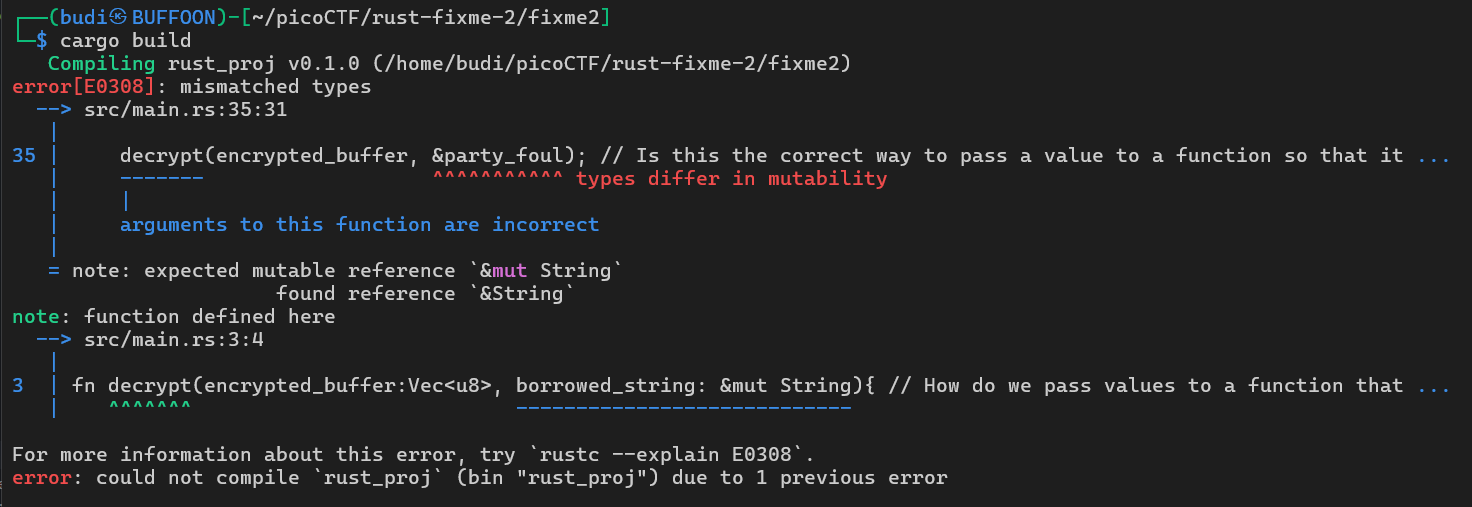 ┌──(budi㉿BUFFOON)-[~/picoCTF/rust-fixme-2/fixme2]
└─$ cargo build
   Compiling rust_proj v0.1.0 (/home/budi/picoCTF/rust-fixme-2/fixme2)
error[E0308]: mismatched types
  --> src/main.rs:35:31
   |
35 |     decrypt(encrypted_buffer, &party_foul); // Is this the correct way to pass a value to a function so that it ...
   |     -------                   ^^^^^^^^^^^ types differ in mutability
   |     |
   |     arguments to this function are incorrect
   |
   = note: expected mutable reference `&mut String`
                      found reference `&String`
note: function defined here
  --> src/main.rs:3:4
   |
3  | fn decrypt(encrypted_buffer:Vec<u8>, borrowed_string: &mut String){ // How do we pass values to a function that ...
   |    ^^^^^^^                           ----------------------------

For more information about this error, try `rustc --explain E0308`.
error: could not compile `rust_proj` (bin "rust_proj") due to 1 previous error